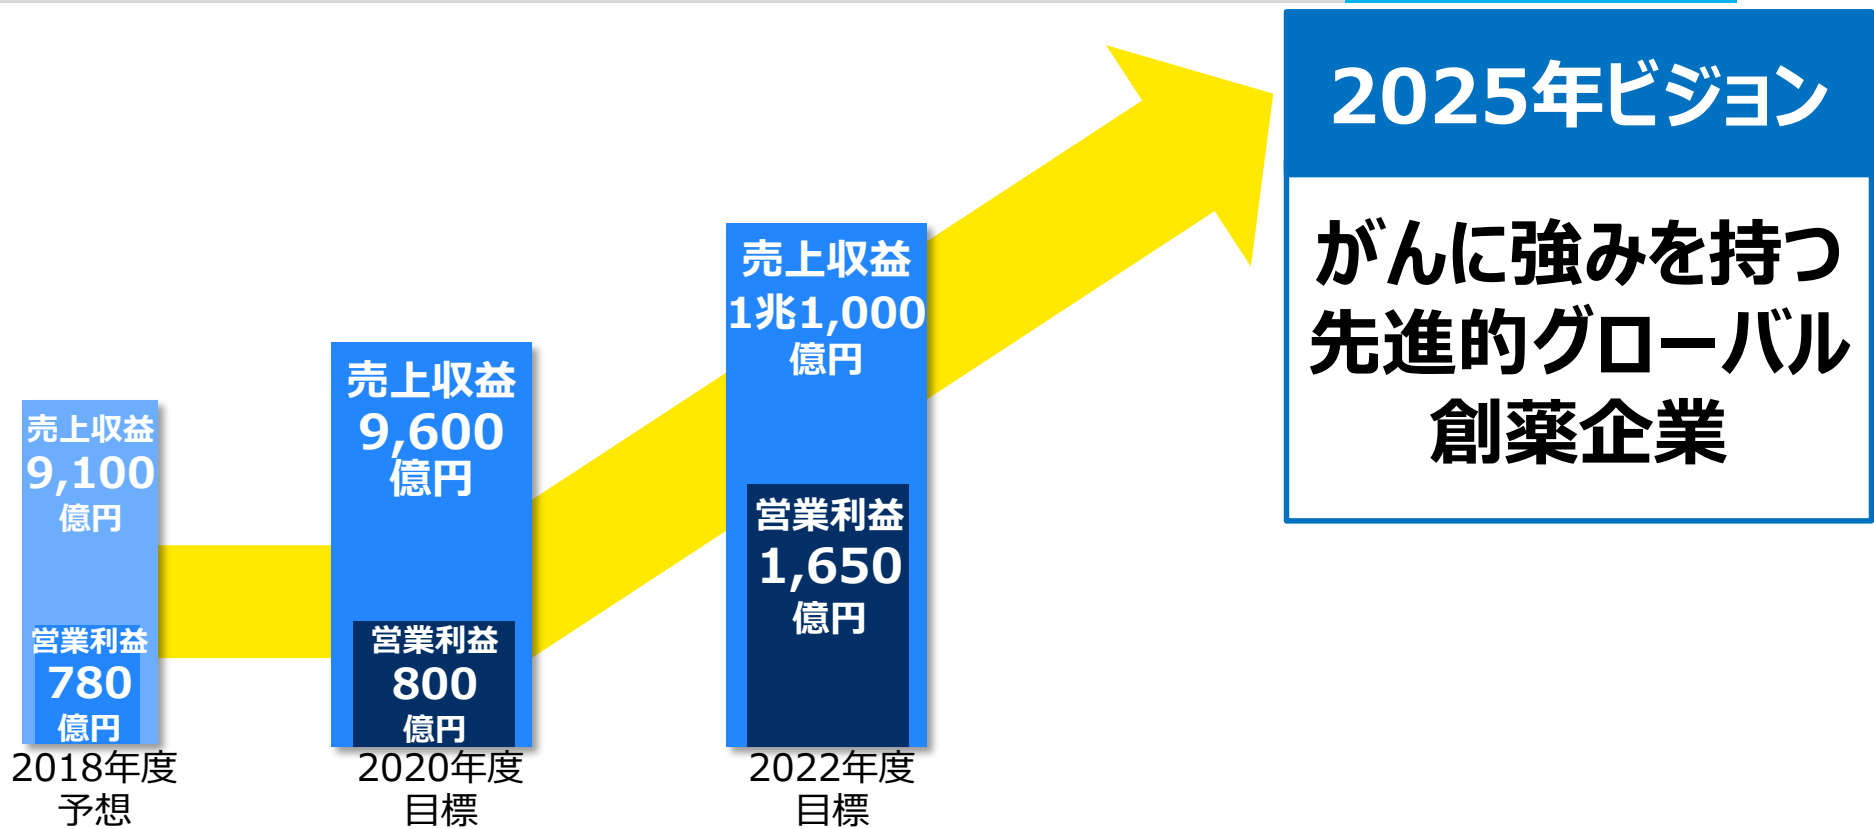 2025年ビジョン
がんに強みを持つ
先進的グローバル
創薬企業
売上収益
9,100
億円
営業利益
780
億円
2018年度
予想
売上収益
9,600
億円
営業利益
800
億円
2020年度
目標
売上収益
1兆1,000
億円
営業利益
1,650
億円
2022年度
目標